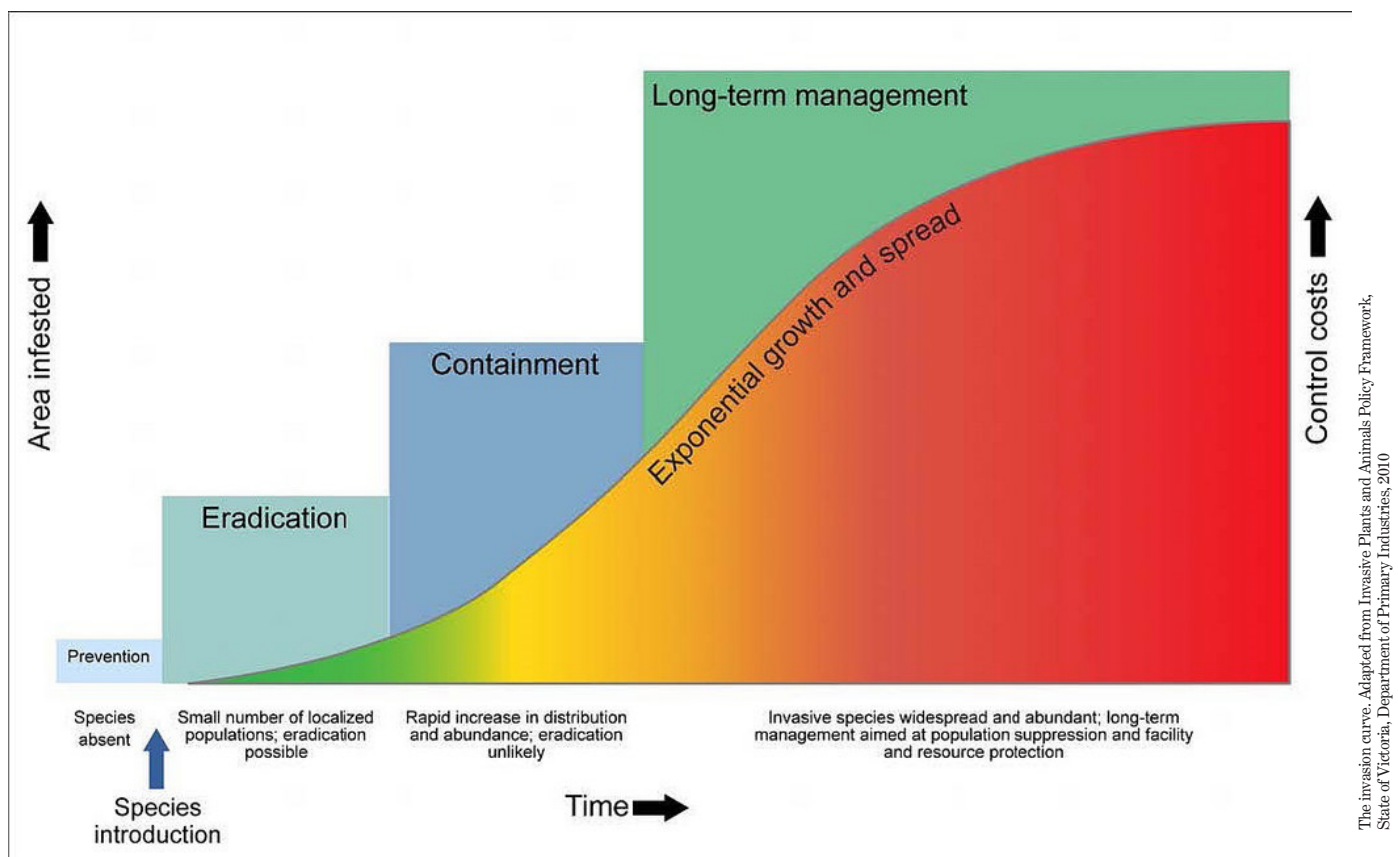 Long-term management
Area infested
Control costs
Exponential growth and spread
Containment
Eradication
Prevention
Species
absent
Small number of localized
populations; eradication
possible
Rapid increase in distribution
and abundance; eradication
unlikely
Invasive species widespread and abundant; long-term
management aimed at population suppression and facility
and resource protection
Species
introduction
Time
The invasion curve. Adapted from Invasive Plants and Animals Policy Framework,
State of Victoria, Department of Primary Industries, 2010